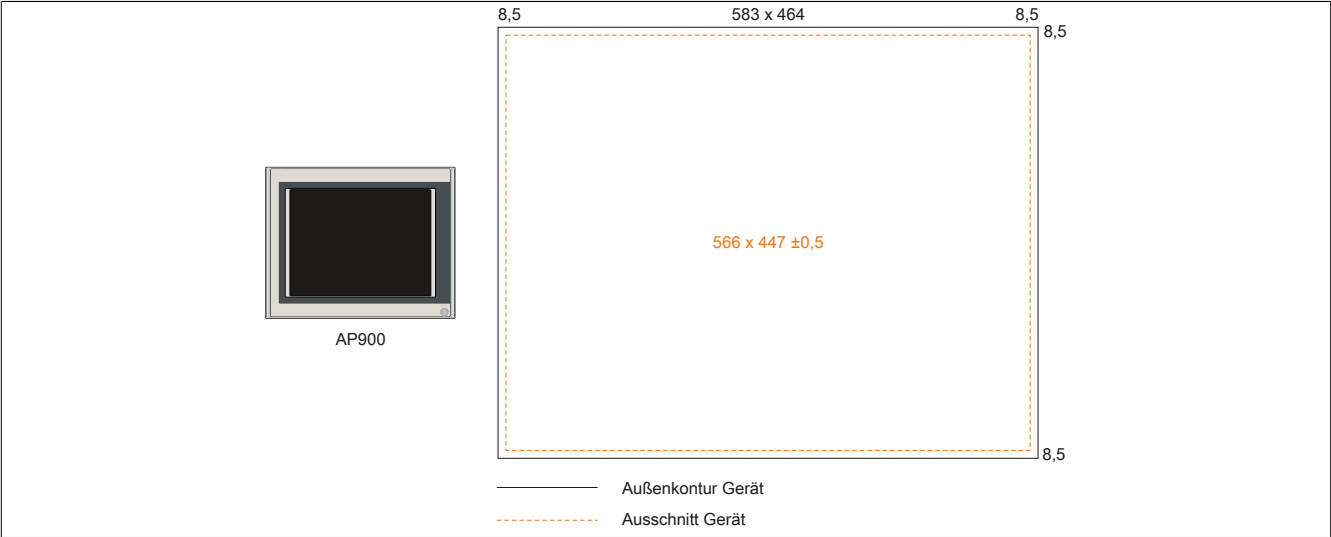 8,5 583 x 464 8,5
8,5
566 x 447 ±0,5
AP900
8,5
Außenkontur Gerät
Ausschnitt Gerät